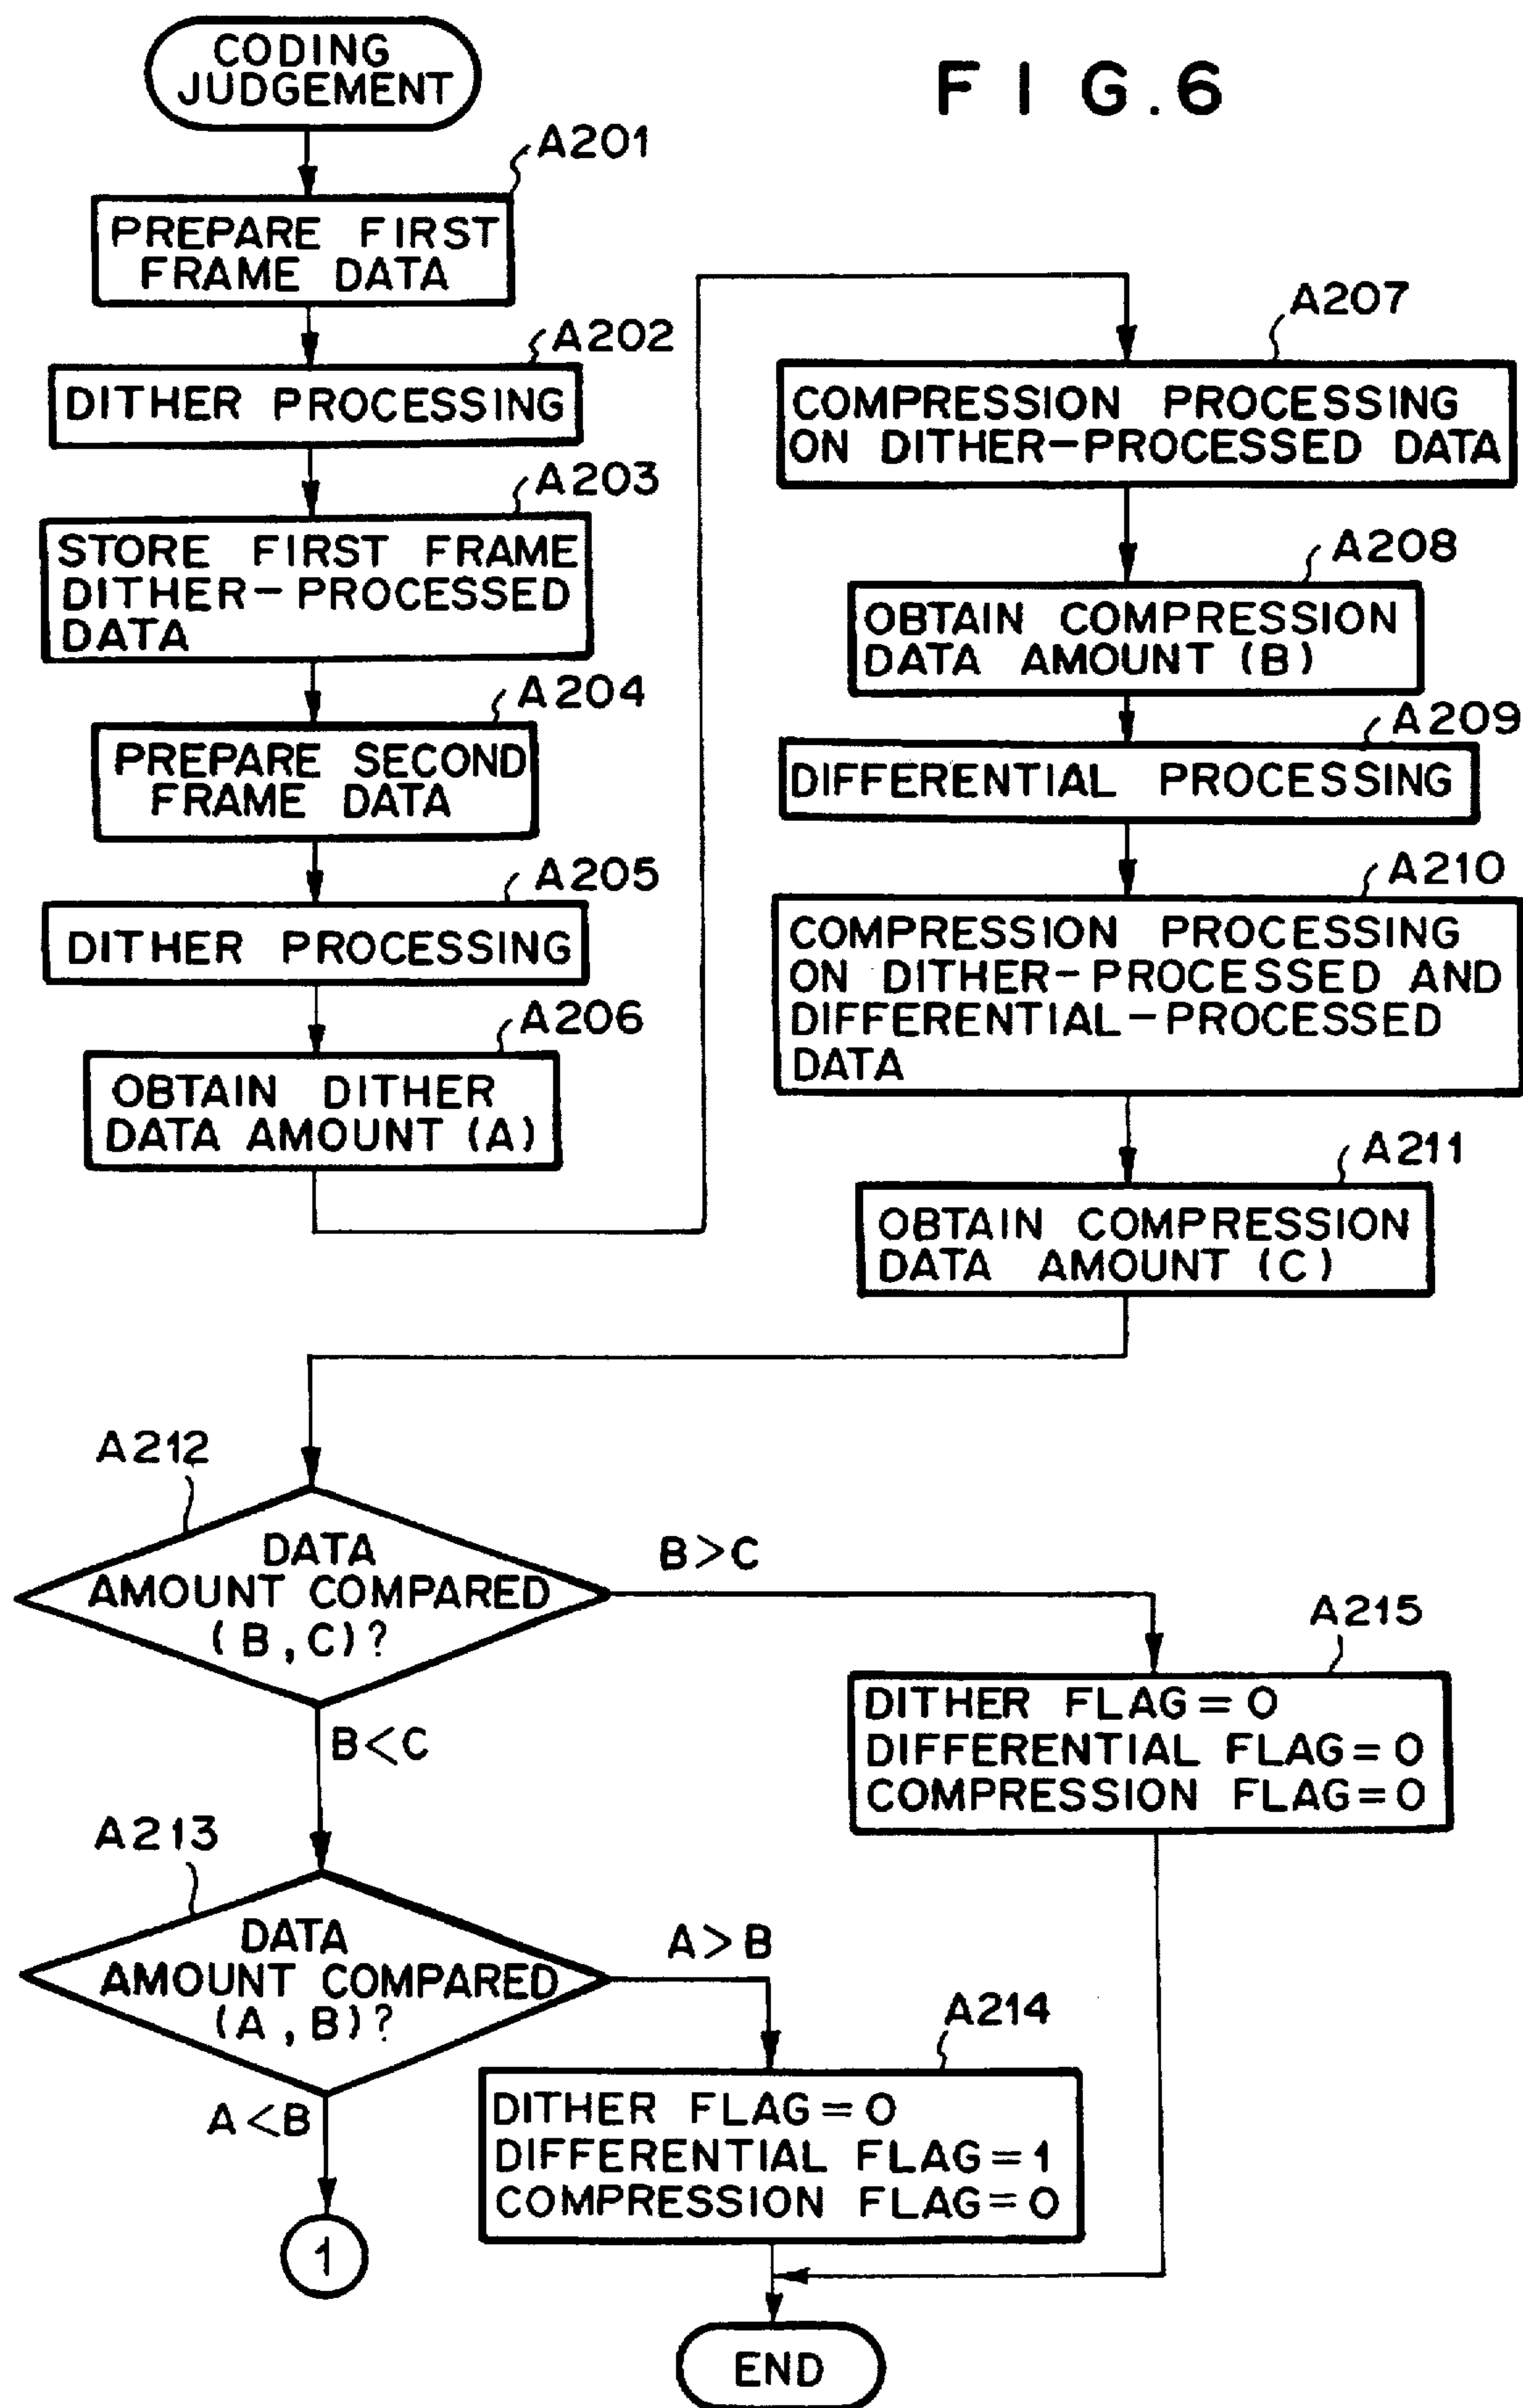 FIG.6
CODING
JUDGEMENT
A201
PREPARE FIRST
FRAME DATA
A202
DITHER PROCESSING
A203
STORE FIRST FRAME
DITHER-PROCESSED
DATA
A204
PREPARE SECOND
FRAME DATA
A205
DITHER PROCESSING
A206
OBTAIN DITHER
DATA AMOUNT (A)
A207
COMPRESSION PROCESSING
ON DITHER-PROCESSED DATA
A208
OBTAIN COMPRESSION
DATA AMOUNT (B)
A209
DIFFERENTIAL PROCESSING
A210
COMPRESSION PROCESSING
ON DITHER-PROCESSED AND
DIFFERENTIAL-PROCESSED
DATA
A211
OBTAIN COMPRESSION
DATA AMOUNT (C)
A212
DATA
AMOUNT COMPARED
(B,C)?
B>C
B<C
A215
DITHER FLAG=0
DIFFERENTIAL FLAG=0
COMPRESSION FLAG=0
A213
DATA
AMOUNT COMPARED
(A,B)?
A>B
A<B
1
A214
DITHER FLAG=0
DIFFERENTIAL FLAG=1
COMPRESSION FLAG=0
END